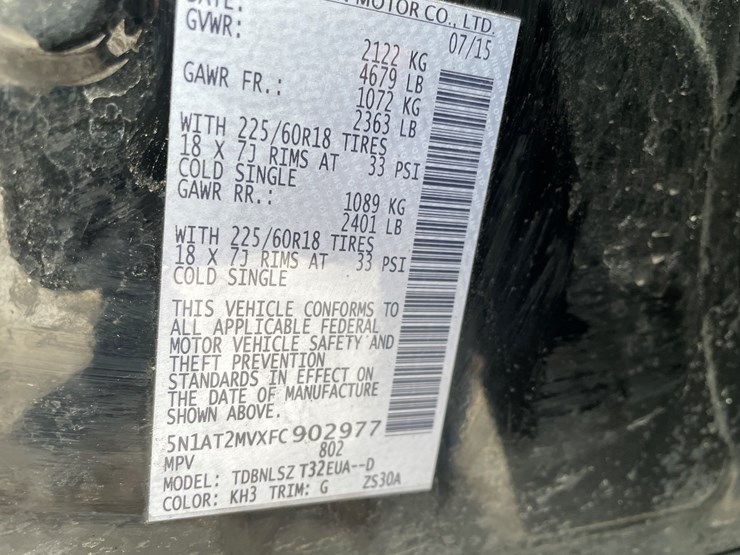 MOTOR CO., LTD.
DATE: 07/15
GVWR: 2122 KG
4679 LB
GAWR FR.: 1072 KG
2363 LB
WITH 225/60R18 TIRES
18 X 7J RIMS AT 33 PSI
COLD SINGLE
GAWR RR.: 1089 KG
2401 LB
WITH 225/60R18 TIRES
18 X 7J RIMS AT 33 PSI
COLD SINGLE
THIS VEHICLE CONFORMS TO
ALL APPLICABLE FEDERAL
MOTOR VEHICLE SAFETY AND
THEFT PREVENTION
STANDARDS IN EFFECT ON
THE DATE OF MANUFACTURE
SHOWN ABOVE.
5N1AT2MVXFC902977
MPV 802
MODEL: TDBNLSZ T32EUA--D
COLOR: KH3 TRIM: G ZS30A